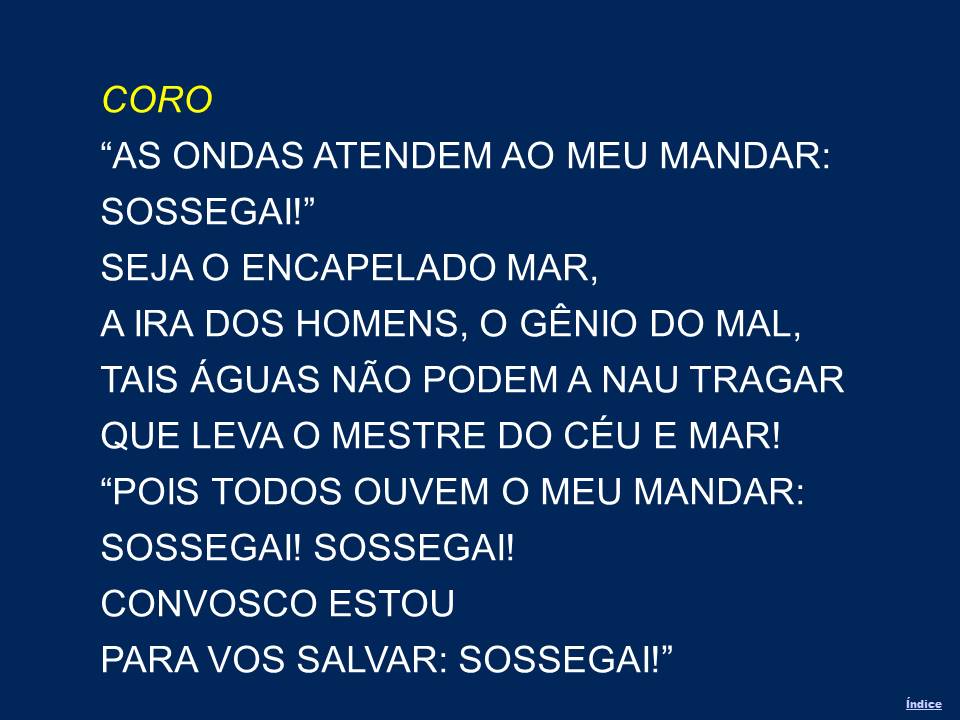 CORO
“AS ONDAS ATENDEM AO MEU MANDAR:
SOSSEGAI!”
SEJA O ENCAPELADO MAR,
A IRA DOS HOMENS, O GÊNIO DO MAL,
TAIS ÁGUAS NÃO PODEM A NAU TRAGAR
QUE LEVA O MESTRE DO CÉU E MAR!
“POIS TODOS OUVEM O MEU MANDAR:
SOSSEGAI! SOSSEGAI!
CONVOSCO ESTOU
PARA VOS SALVAR: SOSSEGAI!”
Índice